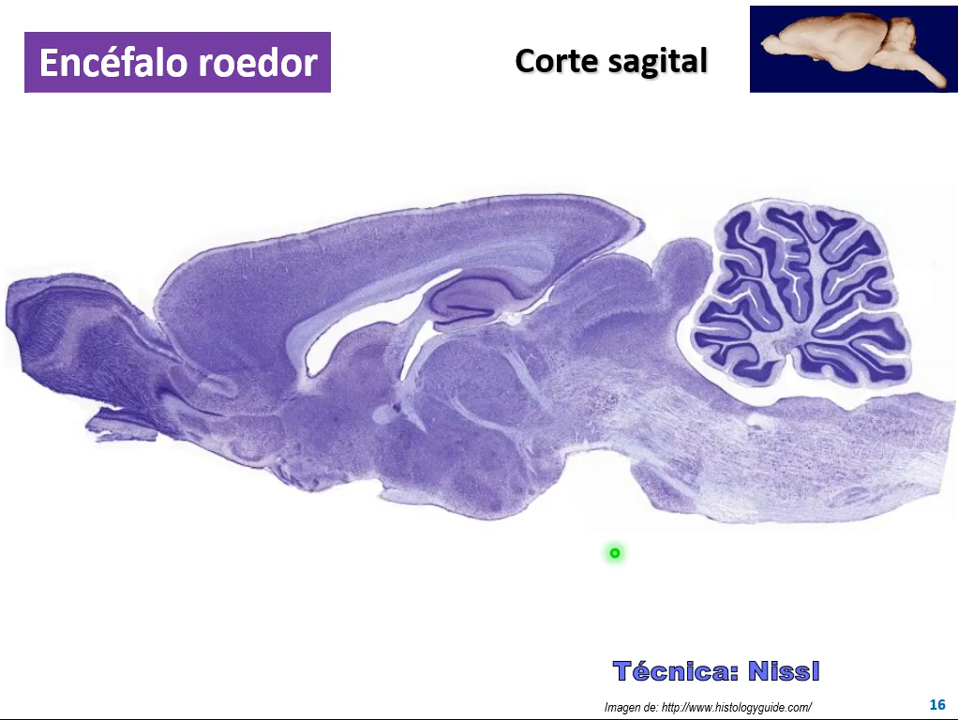 Encéfalo roedor
Corte sagital
Técnica: Nissl
Imagen de: http://www.histologyguide.com/
16